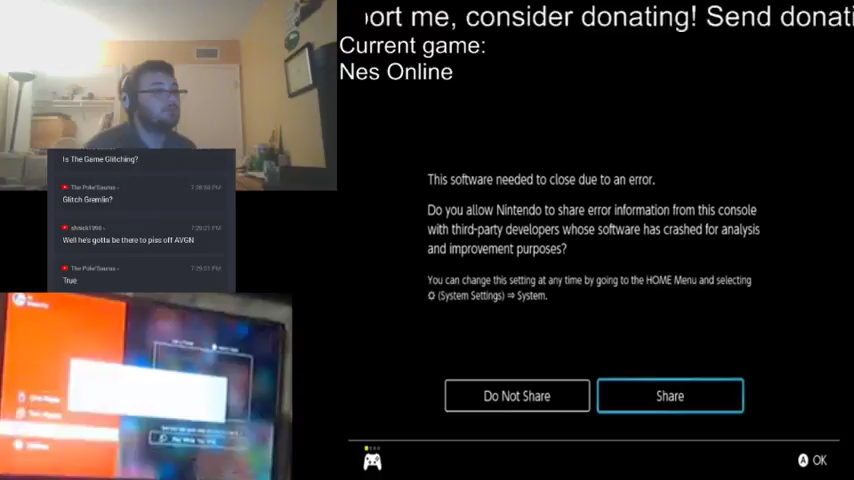 port me, consider donating! Send donati
Current game:
Nes Online
Is The Game Glitching?
The Poke'Saurus
7:28:58 PM
Glitch Gremlin?
7:29:21 PM
Well he's gotta be there to piss off AVGN
The Poke'Saurus
7:29:51 PM
True
This software needed to close due to an error.
Do you allow Nintendo to share error information from this console
with third-party developers whose software has crashed for analysis
and improvement purposes?
You can change this setting at any time by going to the HOME Menu and selecting
(System Settings) ⇒ System.
Do Not Share
Share
A OK